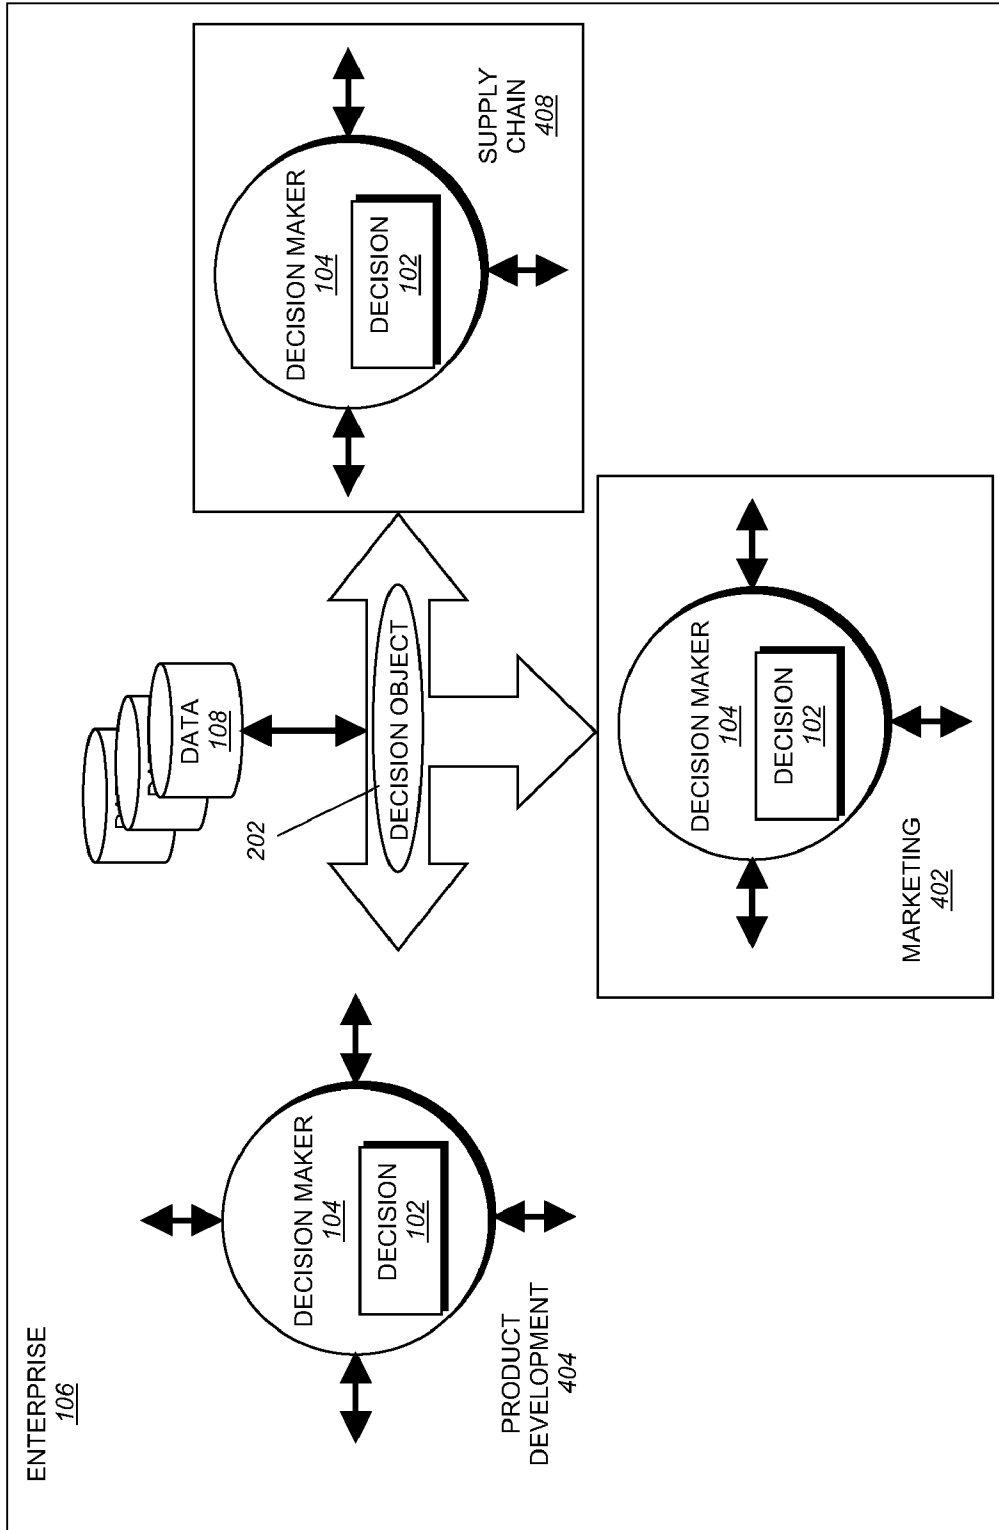 ENTERPRISE
106
DATA
108
202
DECISION MAKER
104
DECISION
102
PRODUCT
DEVELOPMENT
404
DECISION OBJECT
DECISION MAKER
104
DECISION
102
SUPPLY
CHAIN
408
DECISION MAKER
104
DECISION
102
MARKETING
402